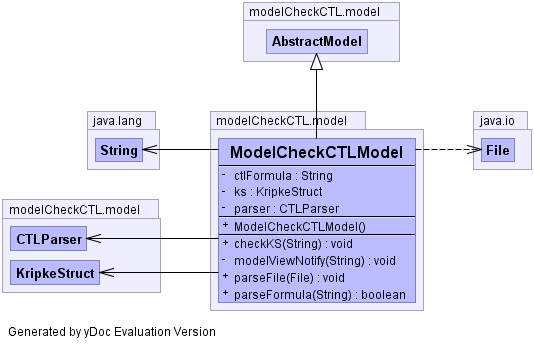 modelCheckCTL.model
AbstractModel
java.lang
String
modelCheckCTL.model
ModelCheckCTLModel
- ctlFormula : String
- ks : KripkeStruct
- parser : CTLParser
+ ModelCheckCTLModel()
+ checkKS(String) : void
- modelViewNotify(String) : void
+ parseFile(File) : void
+ parseFormula(String) : boolean
java.io
File
modelCheckCTL.model
CTLParser
KripkeStruct
Generated by yDoc Evaluation Version